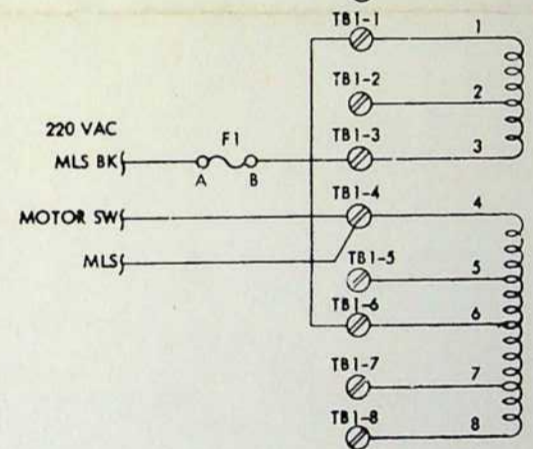 TB1-1
1
TB1-2
2
220 VAC
F1
TB1-3
3
MLS BK
A
B
TB1-4
4
MOTOR SW
MLS
TB1-5
5
TB1-6
6
TB1-7
7
TB1-8
8